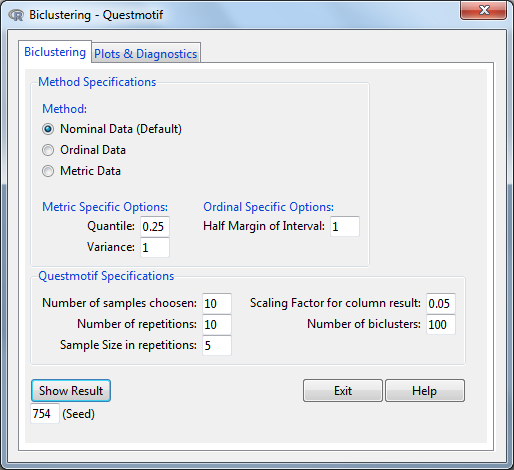 Biclustering - Questmotif
Biclustering Plots & Diagnostics
Method Specifications
Method:
Nominal Data (Default)
Ordinal Data
Metric Data
Metric Specific Options: Ordinal Specific Options:
Quantile: 0.25 Half Margin of Interval: 1
Variance: 1
Questmotif Specifications
Number of samples choosen: 10 Scaling Factor for column result: 0.05
Number of repetitions: 10 Number of biclusters: 100
Sample Size in repetitions: 5
Show Result Exit Help
754 (Seed)